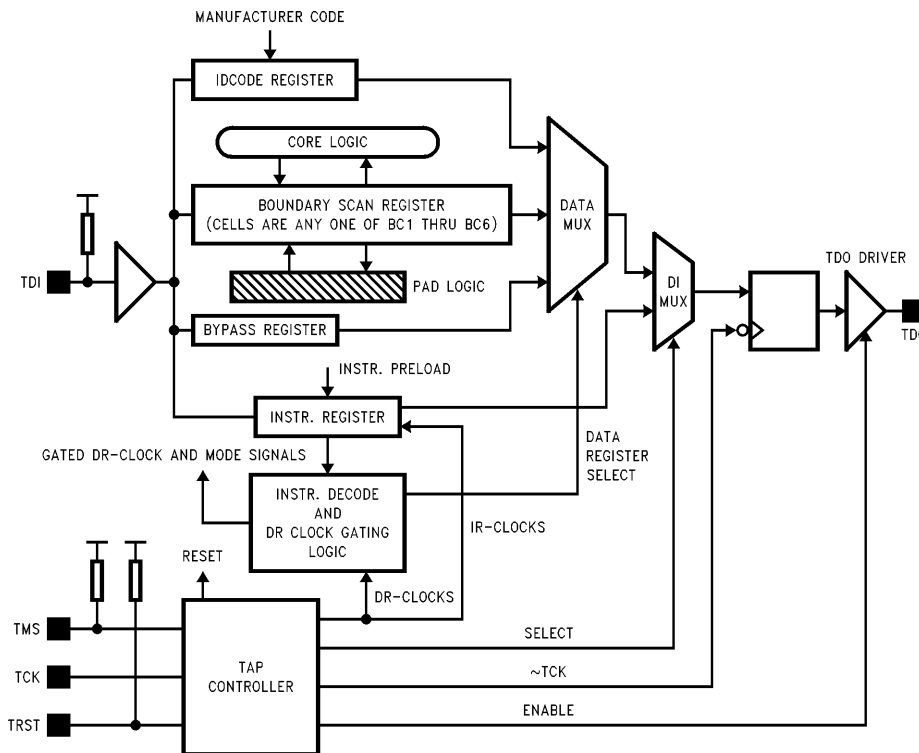 MANUFACTURER CODE
IDCODE REGISTER
CORE LOGIC
BOUNDARY SCAN REGISTER
(CELLS ARE ANY ONE OF BC1 THRU BC6)
DATA
MUX
TDO DRIVER
TDI
PAD LOGIC
DI
MUX
BYPASS REGISTER
TD
INSTR. PRELOAD
INSTR. REGISTER
GATED DR-CLOCK AND MODE SIGNALS
DATA
REGISTER
SELECT
INSTR. DECODE
AND
DR CLOCK GATING
LOGIC
IR-CLOCKS
RESET
DR-CLOCKS
TMS
SELECT
TCK
TAP
CONTROLLER
~TCK
TRST
ENABLE